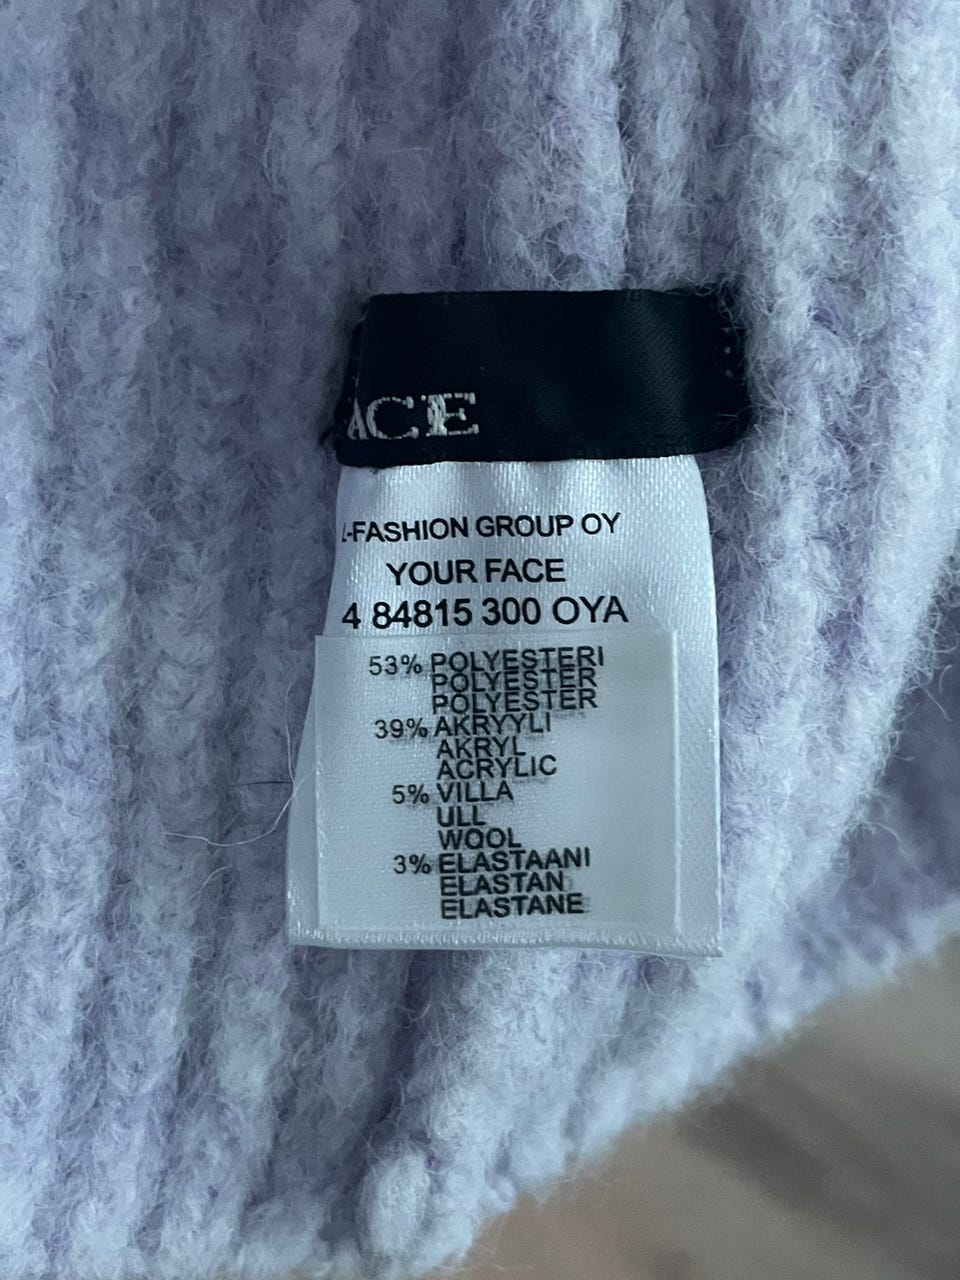 ACE
L-FASHION GROUP OY
YOUR FACE
4 84815 300 OYA
53% POLYESTERI
POLYESTER
POLYESTER
39% AKRYYLI
AKRYL
ACRYLIC
5% VILLA
ULL
WOOL
3% ELASTAANI
ELASTAN
ELASTANE